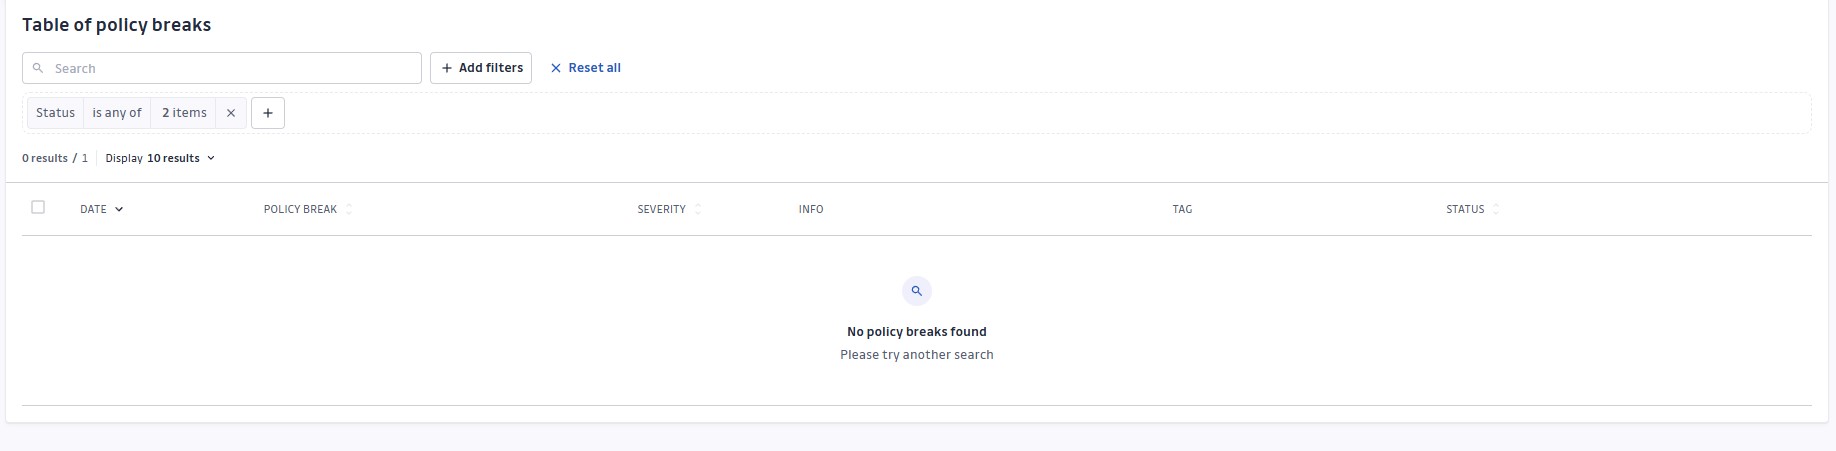 Table of policy breaks
Search
Add filters
Reset all
Status is any of 2 items
0 results / 1 Display 10 results
DATE POLICY BREAK SEVERITY INFO TAG STATUS
No policy breaks found
Please try another search